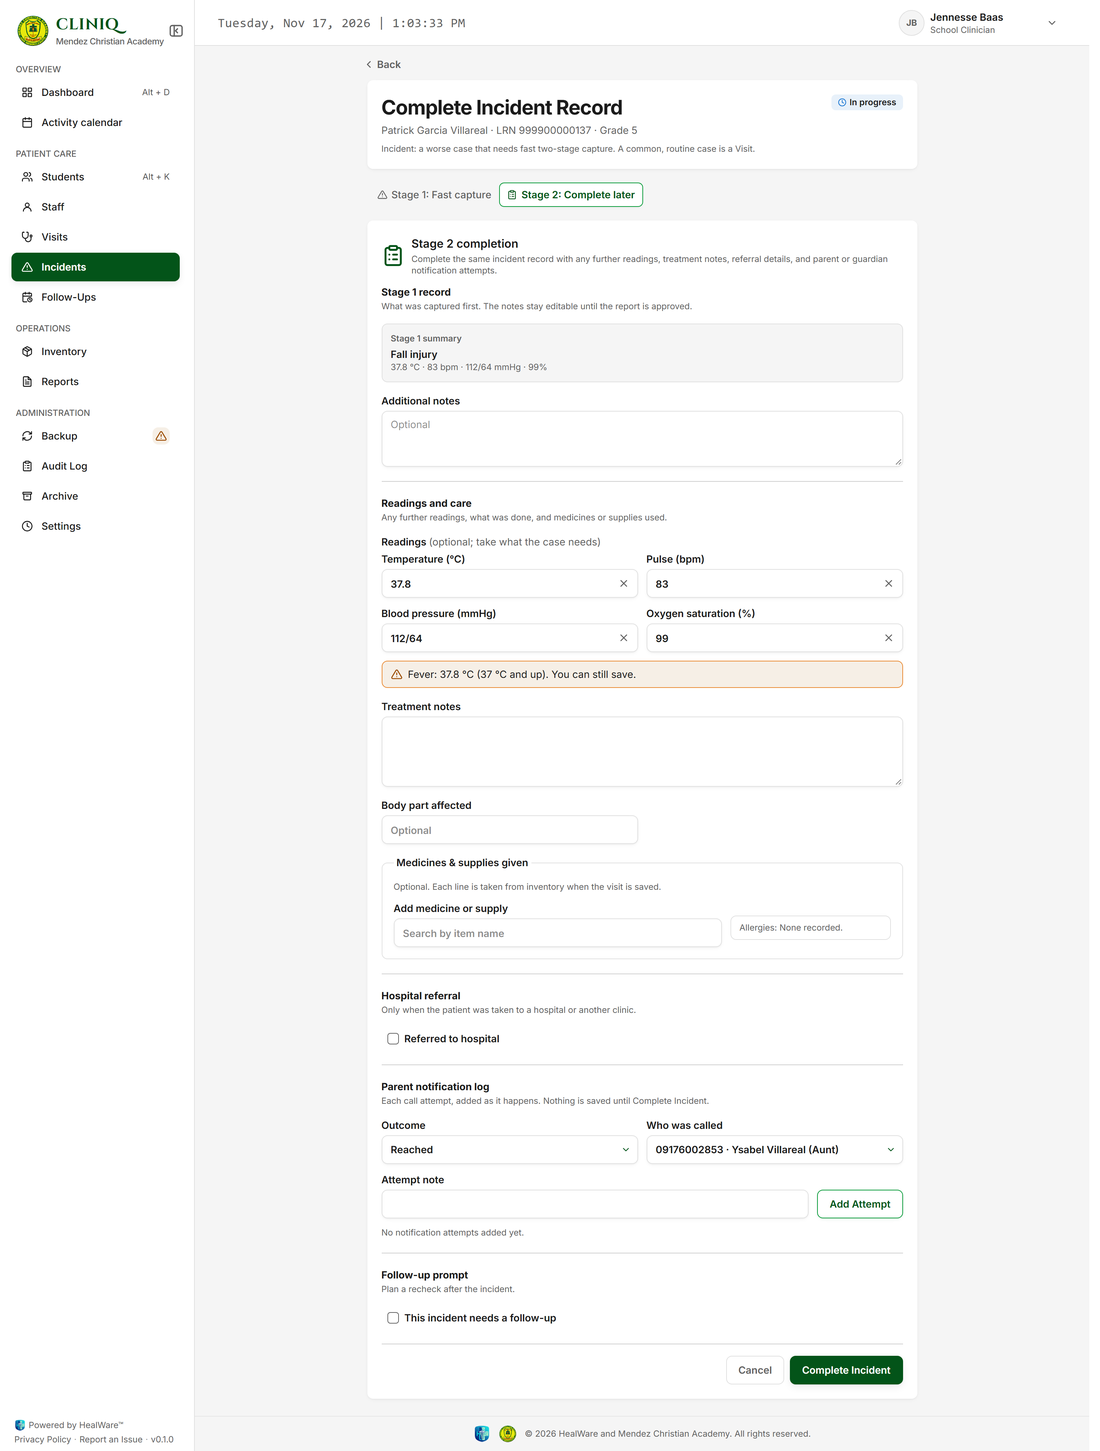 CLINIQ
Mendez Christian Academy
OVERVIEW
Dashboard Alt + D
Activity calendar
PATIENT CARE
Students Alt + K
Staff
Visits
Incidents
Follow-Ups
OPERATIONS
Inventory
Reports
ADMINISTRATION
Backup
Audit Log
Archive
Settings
Powered by HealWare™
Privacy Policy · Report an Issue · v0.1.0
Tuesday, Nov 17, 2026 | 1:03:33 PM
JB
Jennesse Baas
School Clinician
Back
Complete Incident Record
In progress
Patrick Garcia Villareal · LRN 999900000137 · Grade 5
Incident: a worse case that needs fast two-stage capture. A common, routine case is a Visit.
Stage 1: Fast capture
Stage 2: Complete later
Stage 2 completion
Complete the same incident record with any further readings, treatment notes, referral details, and parent or guardian
notification attempts.
Stage 1 record
What was captured first. The notes stay editable until the report is approved.
Stage 1 summary
Fall injury
37.8 °C · 83 bpm · 112/64 mmHg · 99%
Additional notes
Optional
Readings and care
Any further readings, what was done, and medicines or supplies used.
Readings (optional; take what the case needs)
Temperature (°C) Pulse (bpm)
37.8 83
Blood pressure (mmHg) Oxygen saturation (%)
112/64 99
Fever: 37.8 °C (37 °C and up). You can still save.
Treatment notes
Body part affected
Optional
Medicines & supplies given
Optional. Each line is taken from inventory when the visit is saved.
Add medicine or supply
Search by item name
Allergies: None recorded.
Hospital referral
Only when the patient was taken to a hospital or another clinic.
Referred to hospital
Parent notification log
Each call attempt, added as it happens. Nothing is saved until Complete Incident.
Outcome Who was called
Reached 09176002853 · Ysabel Villareal (Aunt)
Attempt note
Add Attempt
No notification attempts added yet.
Follow-up prompt
Plan a recheck after the incident.
This incident needs a follow-up
Cancel Complete Incident
© 2026 HealWare and Mendez Christian Academy. All rights reserved.